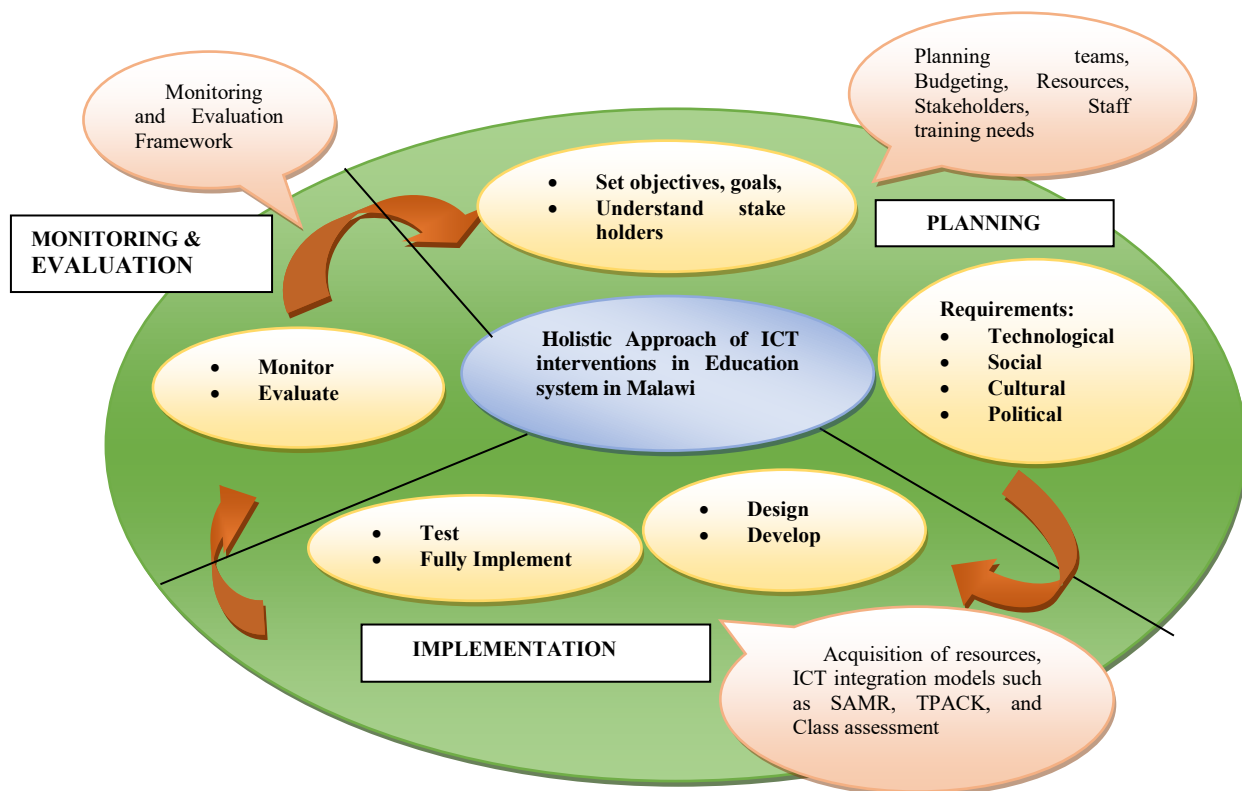 Monitoring
and Evaluation
Framework
Planning teams,
Budgeting, Resources,
Stakeholders, Staff
training needs
• Set objectives, goals,
• Understand stake
holders
MONITORING &
EVALUATION
PLANNING
Requirements:
• Technological
• Social
• Cultural
• Political
Holistic Approach of ICT
interventions in Education
system in Malawi
• Monitor
• Evaluate
• Design
• Develop
• Test
• Fully Implement
IMPLEMENTATION
Acquisition of resources,
ICT integration models such
as SAMR, TPACK, and
Class assessment